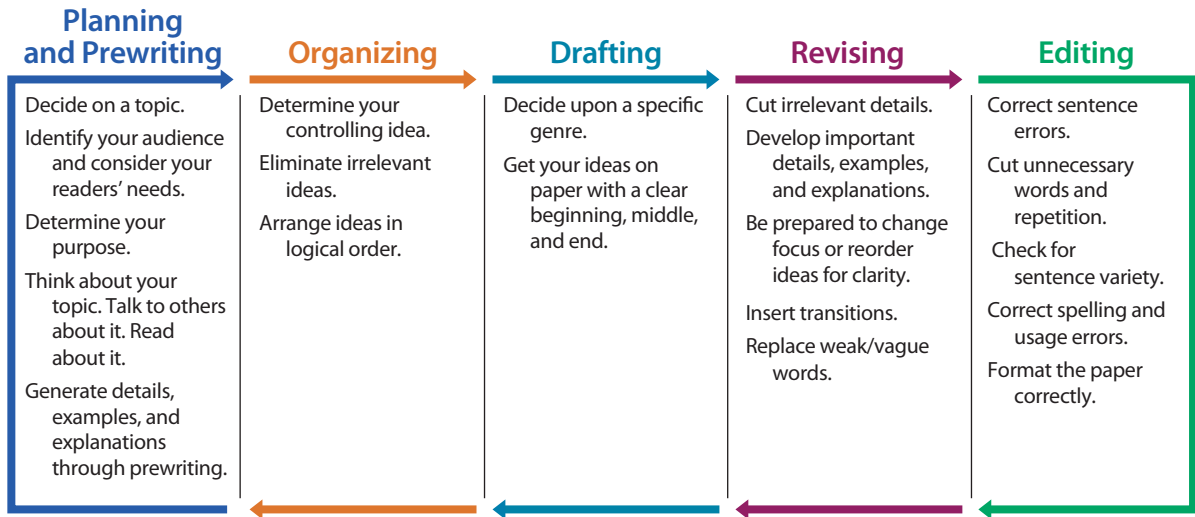 Planning
and Prewriting
Decide on a topic.
Identify your audience
and consider your
readers’ needs.
Determine your
purpose.
Think about your
topic. Talk to others
about it. Read
about it.
Generate details,
examples, and
explanations
through prewriting.
Organizing
Determine your
controlling idea.
Eliminate irrelevant
ideas.
Arrange ideas in
logical order.
Drafting
Decide upon a specific
genre.
Get your ideas on
paper with a clear
beginning, middle,
and end.
Revising
Cut irrelevant details.
Develop important
details, examples,
and explanations.
Be prepared to change
focus or reorder
ideas for clarity.
Insert transitions.
Replace weak/vague
words.
Editing
Correct sentence
errors.
Cut unnecessary
words and
repetition.
Check for
sentence variety.
Correct spelling and
usage errors.
Format the paper
correctly.